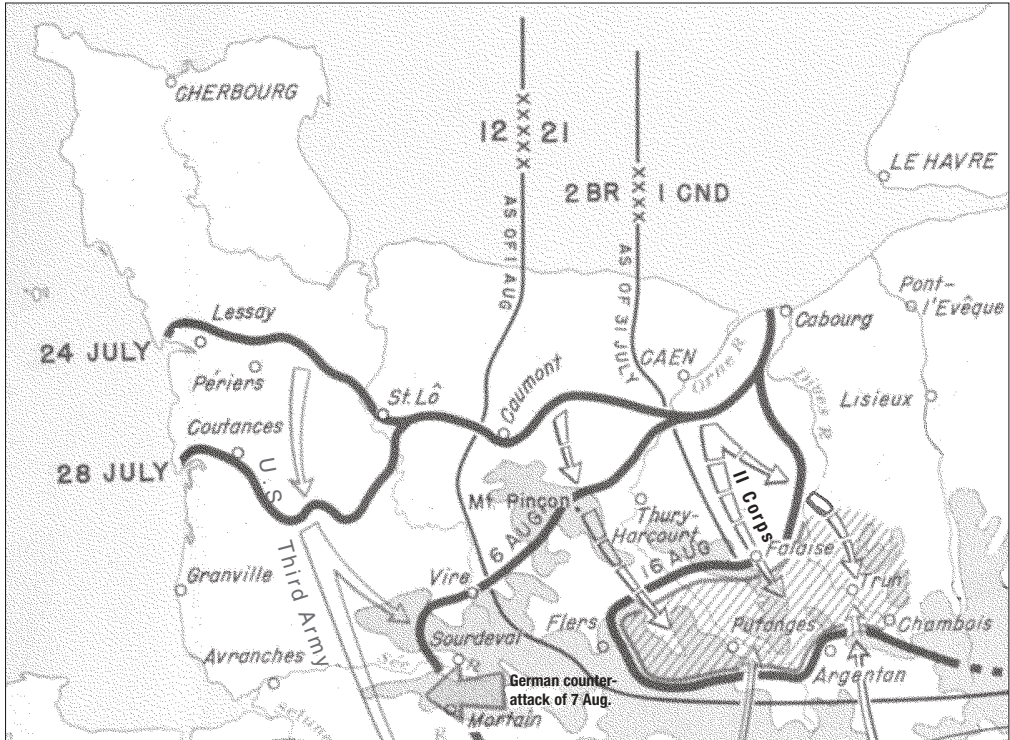 CHERBOURG
12 XXXXX 21
LE HAVRE
2 BR XXXX 1 CND
AS OF 1 AUG
AS OF 31 JULY
Pont-
l'Evêque
Lessay
Cabourg
24 JULY
CAEN
Orne R
Périers
Caumont
Dives R
St. Lô
Lisieux
Coutances
28 JULY
U.S.
Third Army
II Corps
Mt. Pinçon
Thury-
Harcourt
6 AUG
16 AUG
Falaise
Granville
Vire
Trun
Flers
Putanges
Chambois
Sourdeval
Avranches
Argentan
German counter-
attack of 7 Aug.
Mortain